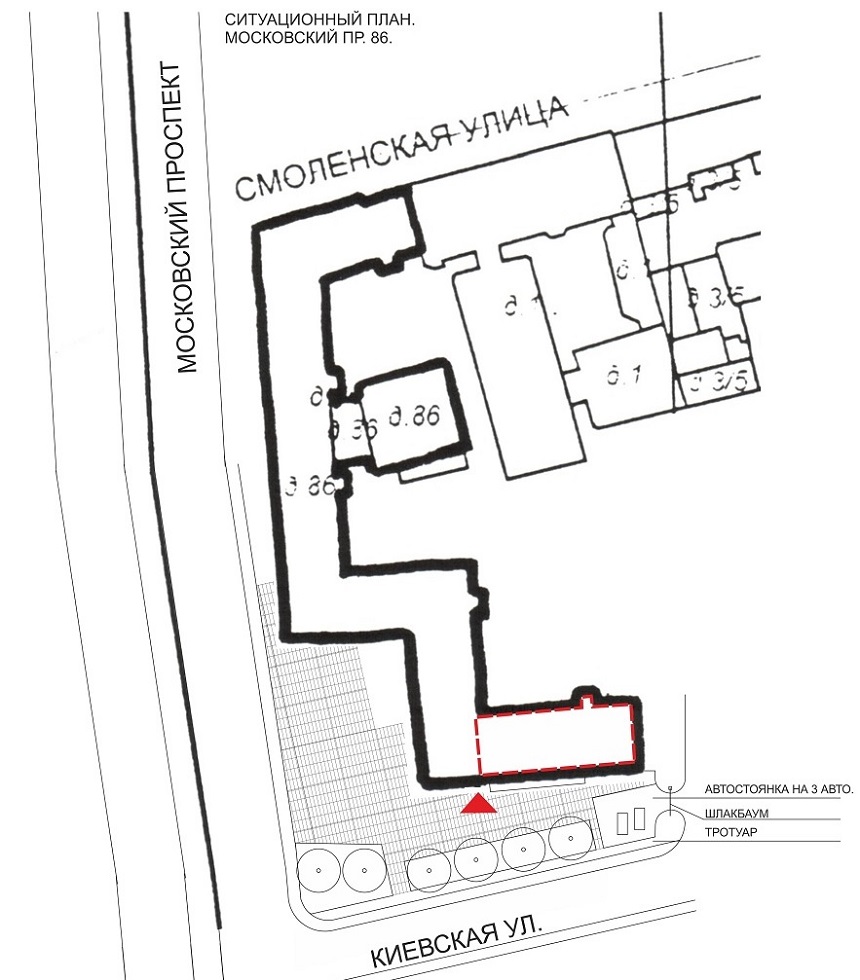 СИТУАЦИОННЫЙ ПЛАН.
МОСКОВСКИЙ ПР. 86.
МОСКОВСКИЙ ПРОСПЕКТ
СМОЛЕНСКАЯ УЛИЦА
д.1
д.3/5
д.1
3/5
д.86
д.86
д 86
АВТОСТОЯНКА НА 3 АВТО.
ШЛАКБАУМ
ТРОТУАР
КИЕВСКАЯ УЛ.